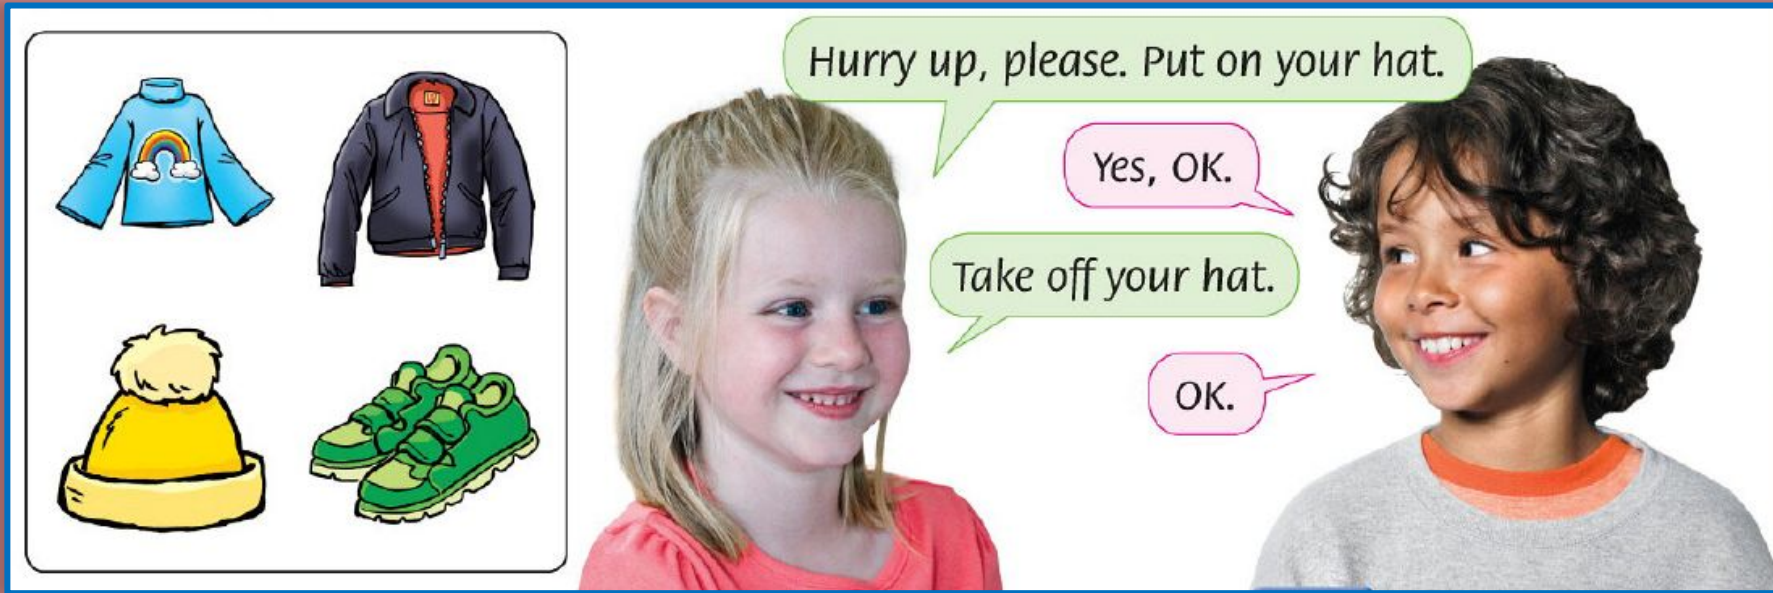 Hurry up, please. Put on your hat.
Yes, OK.
Take off your hat.
OK.